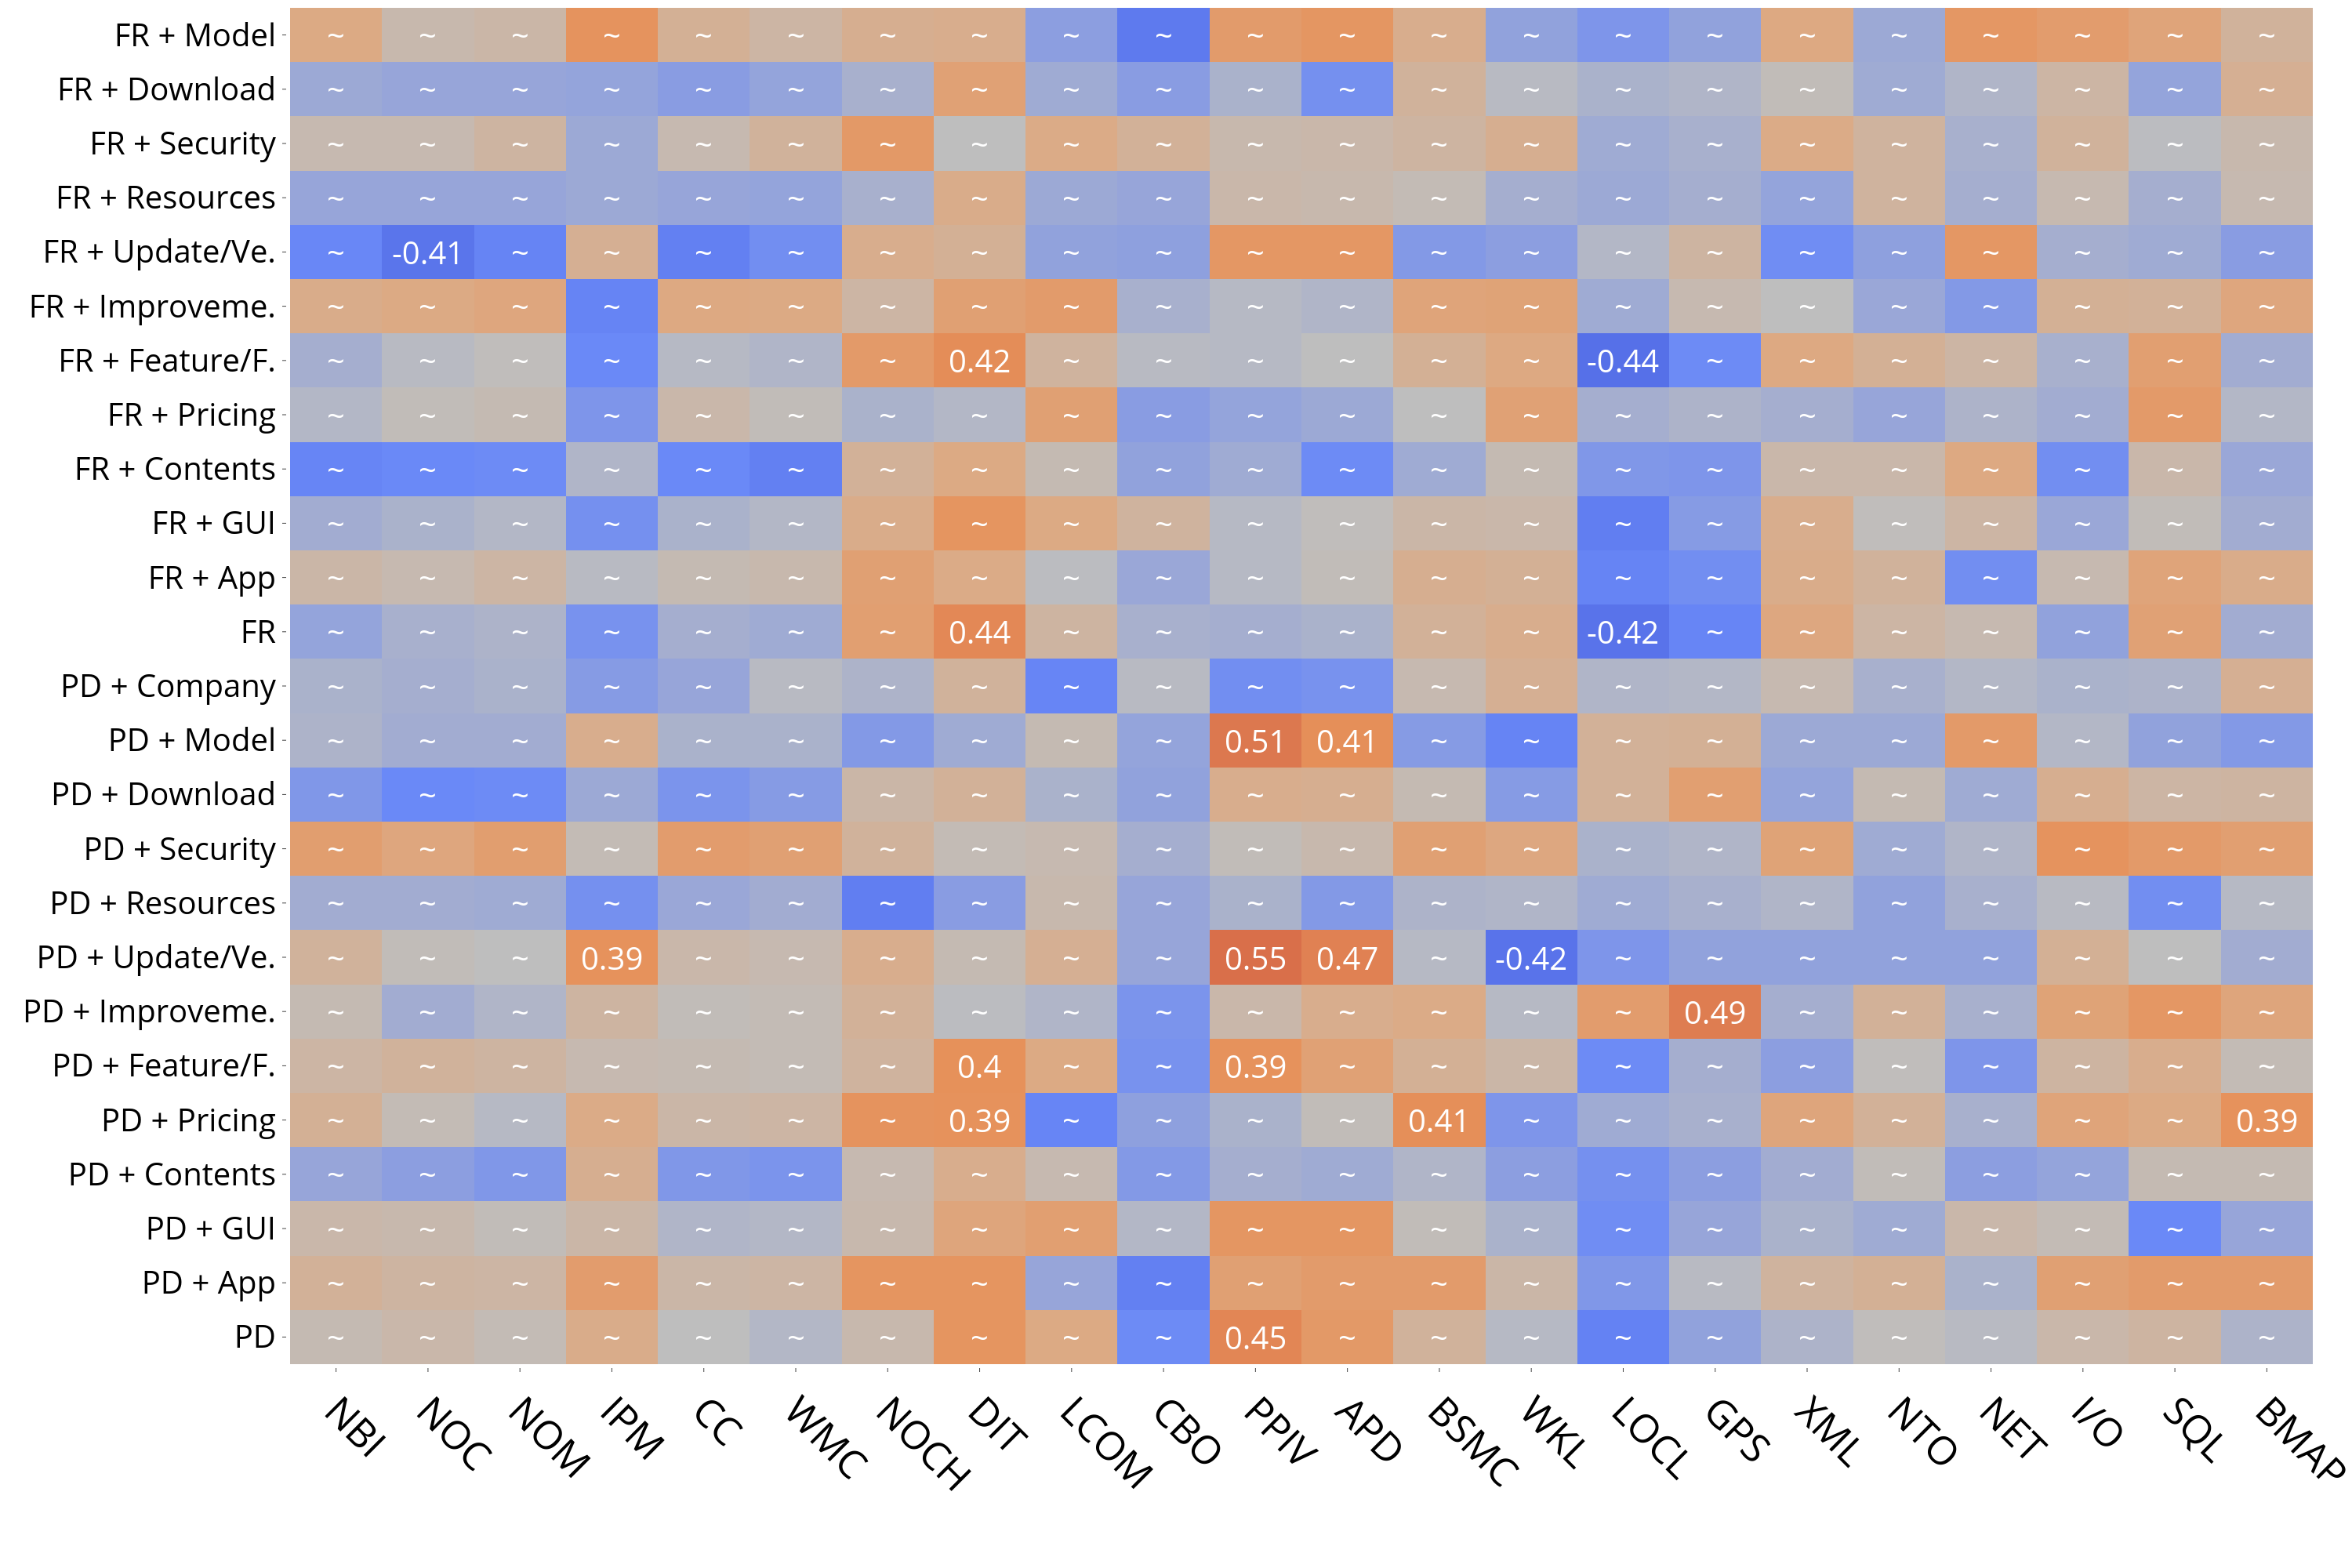 FR + Model ~ ~ ~ ~ ~ ~ ~ ~ ~ ~ ~ ~ ~ ~ ~ ~ ~ ~ ~ ~ ~ ~
FR + Download ~ ~ ~ ~ ~ ~ ~ ~ ~ ~ ~ ~ ~ ~ ~ ~ ~ ~ ~ ~ ~ ~
FR + Security ~ ~ ~ ~ ~ ~ ~ ~ ~ ~ ~ ~ ~ ~ ~ ~ ~ ~ ~ ~ ~ ~
FR + Resources ~ ~ ~ ~ ~ ~ ~ ~ ~ ~ ~ ~ ~ ~ ~ ~ ~ ~ ~ ~ ~ ~
FR + Update/Ve. ~ -0.41 ~ ~ ~ ~ ~ ~ ~ ~ ~ ~ ~ ~ ~ ~ ~ ~ ~ ~ ~ ~
FR + Improveme. ~ ~ ~ ~ ~ ~ ~ ~ ~ ~ ~ ~ ~ ~ ~ ~ ~ ~ ~ ~ ~ ~
FR + Feature/F. ~ ~ ~ ~ ~ ~ ~ 0.42 ~ ~ ~ ~ ~ ~ -0.44 ~ ~ ~ ~ ~ ~ ~
FR + Pricing ~ ~ ~ ~ ~ ~ ~ ~ ~ ~ ~ ~ ~ ~ ~ ~ ~ ~ ~ ~ ~ ~
FR + Contents ~ ~ ~ ~ ~ ~ ~ ~ ~ ~ ~ ~ ~ ~ ~ ~ ~ ~ ~ ~ ~ ~
FR + GUI ~ ~ ~ ~ ~ ~ ~ ~ ~ ~ ~ ~ ~ ~ ~ ~ ~ ~ ~ ~ ~ ~
FR + App ~ ~ ~ ~ ~ ~ ~ ~ ~ ~ ~ ~ ~ ~ ~ ~ ~ ~ ~ ~ ~ ~
FR ~ ~ ~ ~ ~ ~ ~ 0.44 ~ ~ ~ ~ ~ ~ -0.42 ~ ~ ~ ~ ~ ~ ~
PD + Company ~ ~ ~ ~ ~ ~ ~ ~ ~ ~ ~ ~ ~ ~ ~ ~ ~ ~ ~ ~ ~ ~
PD + Model ~ ~ ~ ~ ~ ~ ~ ~ ~ ~ 0.51 0.41 ~ ~ ~ ~ ~ ~ ~ ~ ~ ~
PD + Download ~ ~ ~ ~ ~ ~ ~ ~ ~ ~ ~ ~ ~ ~ ~ ~ ~ ~ ~ ~ ~ ~
PD + Security ~ ~ ~ ~ ~ ~ ~ ~ ~ ~ ~ ~ ~ ~ ~ ~ ~ ~ ~ ~ ~ ~
PD + Resources ~ ~ ~ ~ ~ ~ ~ ~ ~ ~ ~ ~ ~ ~ ~ ~ ~ ~ ~ ~ ~ ~
PD + Update/Ve. ~ ~ ~ 0.39 ~ ~ ~ ~ ~ ~ 0.55 0.47 ~ -0.42 ~ ~ ~ ~ ~ ~ ~ ~
PD + Improveme. ~ ~ ~ ~ ~ ~ ~ ~ ~ ~ ~ ~ ~ ~ ~ 0.49 ~ ~ ~ ~ ~ ~
PD + Feature/F. ~ ~ ~ ~ ~ ~ ~ 0.4 ~ ~ 0.39 ~ ~ ~ ~ ~ ~ ~ ~ ~ ~ ~
PD + Pricing ~ ~ ~ ~ ~ ~ ~ 0.39 ~ ~ ~ ~ 0.41 ~ ~ ~ ~ ~ ~ ~ ~ 0.39
PD + Contents ~ ~ ~ ~ ~ ~ ~ ~ ~ ~ ~ ~ ~ ~ ~ ~ ~ ~ ~ ~ ~ ~
PD + GUI ~ ~ ~ ~ ~ ~ ~ ~ ~ ~ ~ ~ ~ ~ ~ ~ ~ ~ ~ ~ ~ ~
PD + App ~ ~ ~ ~ ~ ~ ~ ~ ~ ~ ~ ~ ~ ~ ~ ~ ~ ~ ~ ~ ~ ~
PD ~ ~ ~ ~ ~ ~ ~ ~ ~ ~ 0.45 ~ ~ ~ ~ ~ ~ ~ ~ ~ ~ ~
NBI NOC NOM IPM CC WMC NOCH DIT LCOM CBO PPIV APD BSMC WKL LOCL GPS XML NTO NET I/O SQL BMAP